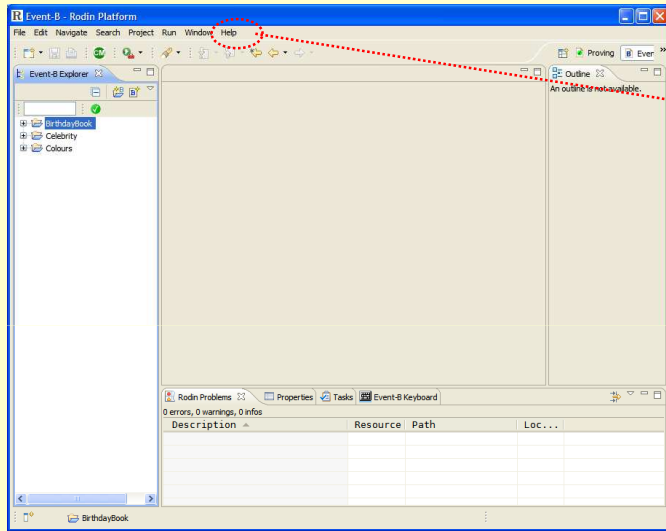 Event-B - Rodin Platform
File Edit Navigate Search Project Run Window Help
Proving Even
Event-B Explorer
Outline
An outline is not available.
BirthdayBook
Celebrity
Colours
Rodin Problems Properties Tasks Event-B Keyboard
0 errors, 0 warnings, 0 infos
Description Resource Path Loc...
BirthdayBook